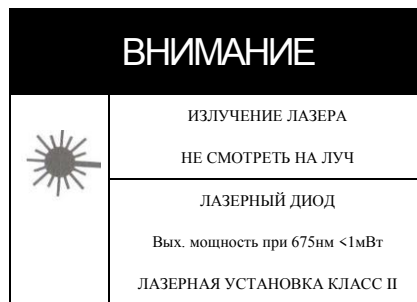 ВНИМАНИЕ
ИЗЛУЧЕНИЕ ЛАЗЕРА
НЕ СМОТРЕТЬ НА ЛУЧ
ЛАЗЕРНЫЙ ДИОД
Вых. мощность при 675нм <1мВт
ЛАЗЕРНАЯ УСТАНОВКА КЛАСС II